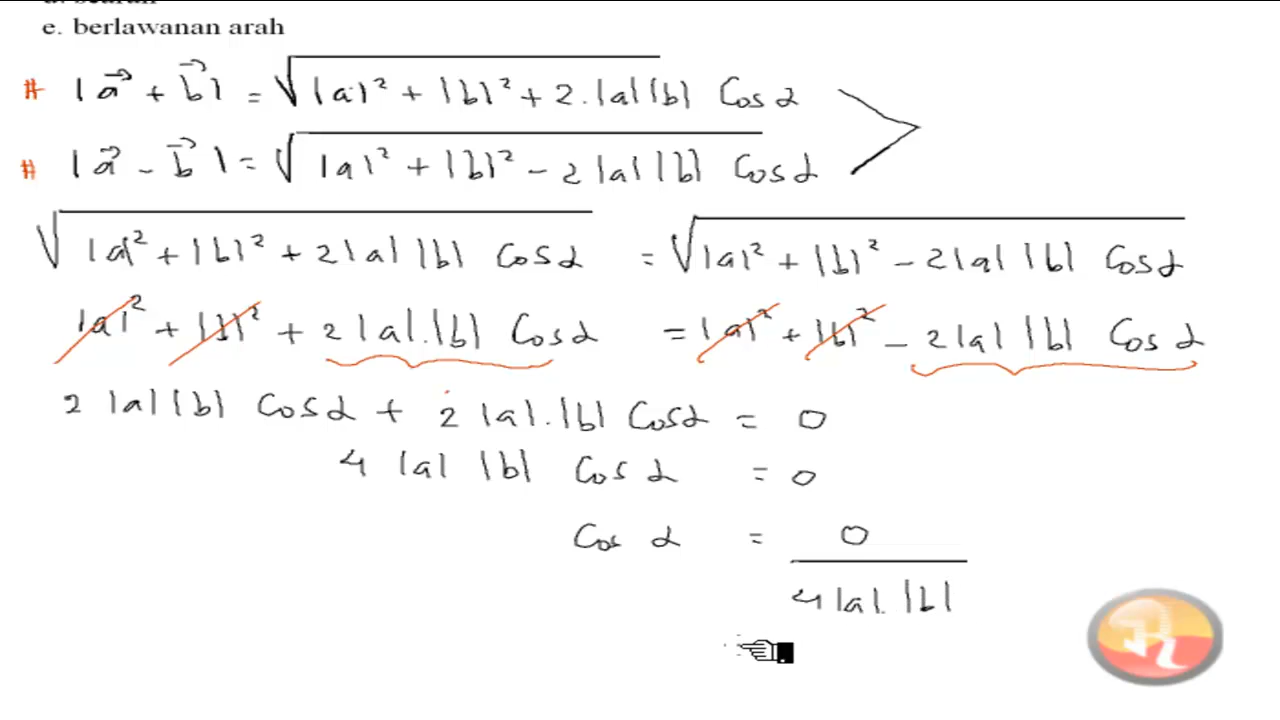 e. berlawanan arah
# |a⃗ + b⃗| = √|a|² + |b|² + 2.|a||b| Cos α
# |a⃗ - b⃗| = √|a|² + |b|² - 2|a||b| Cos α
√|a|² + |b|² + 2|a||b| Cos α = √|a|² + |b|² - 2|a||b| Cos α
|a|² + |b|² + 2|a|.|b| Cos α = |a|² + |b|² - 2|a||b| Cos α
2|a||b| Cos α + 2|a|.|b| Cos α = 0
4|a||b| Cos α = 0
Cos α = 0
4|a|.|b|